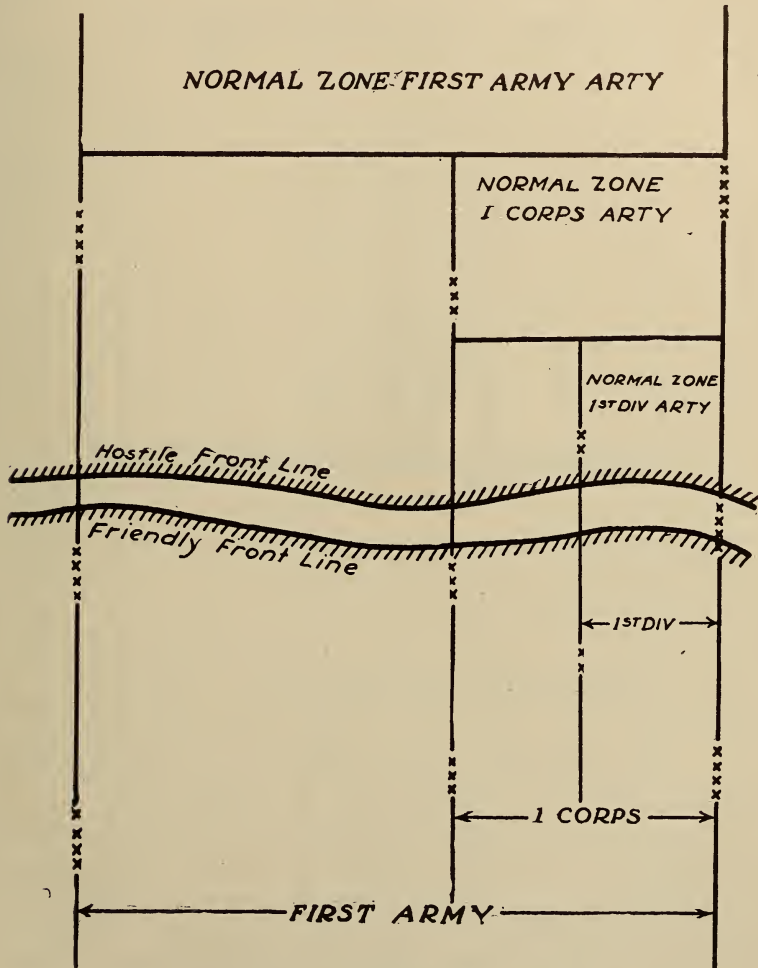 NORMAL ZONE FIRST ARMY ARTY
NORMAL ZONE
I CORPS ARTY
NORMAL ZONE
1ST DIV ARTY
Hostile Front Line
Friendly Front Line
1ST DIV
1 CORPS
FIRST ARMY